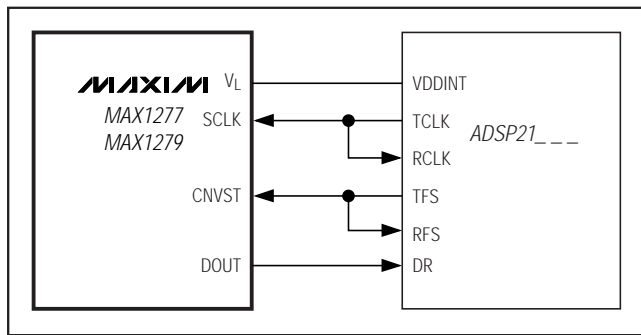 MAXIM
MAX1277
MAX1279
VL
SCLK
CNVST
DOUT
VDDINT
TCLK
RCLK
TFS
RFS
DR
ADSP21_ _ _